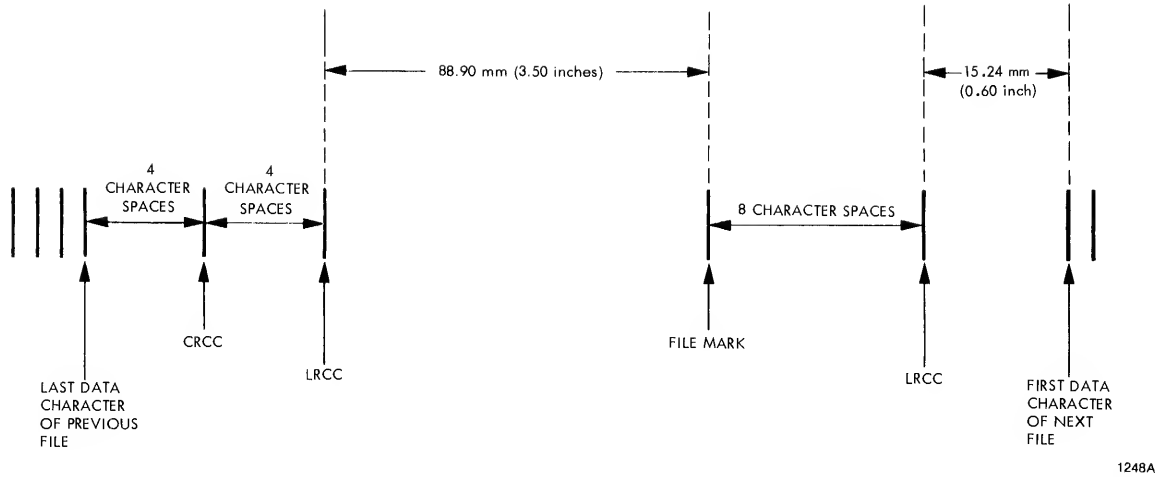 88.90 mm (3.50 inches)
15.24 mm
(0.60 inch)
4
CHARACTER
SPACES
4
CHARACTER
SPACES
8 CHARACTER SPACES
CRCC
LRCC
FILE MARK
LRCC
LAST DATA
CHARACTER
OF PREVIOUS
FILE
FIRST DATA
CHARACTER
OF NEXT
FILE
1248A